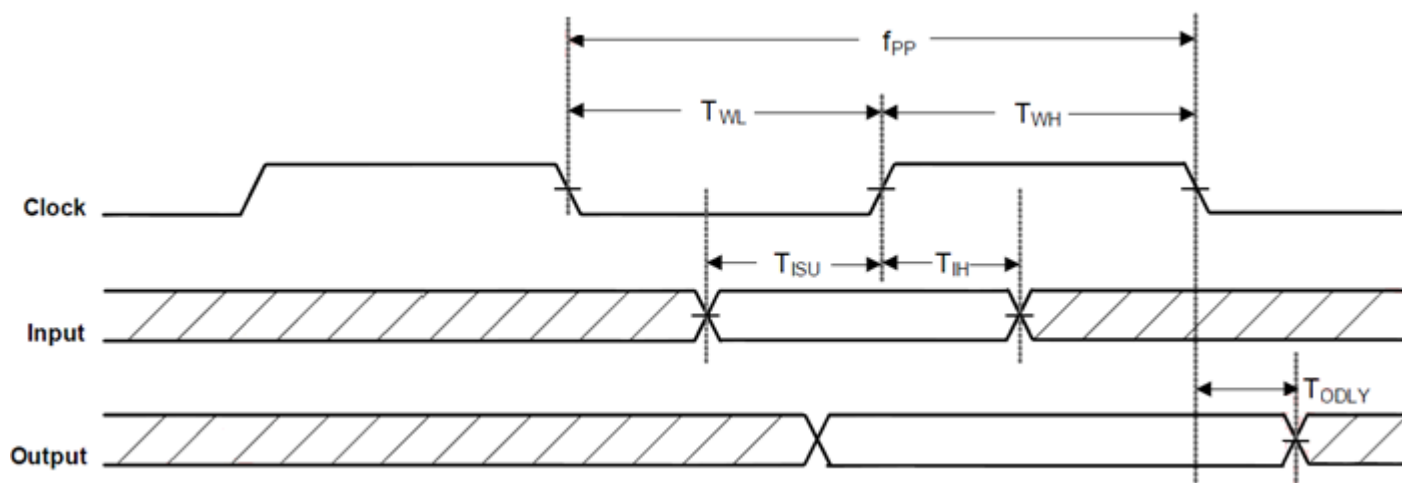 fPP
TWL TWH
Clock
TISU TIH
Input
TODLY
Output